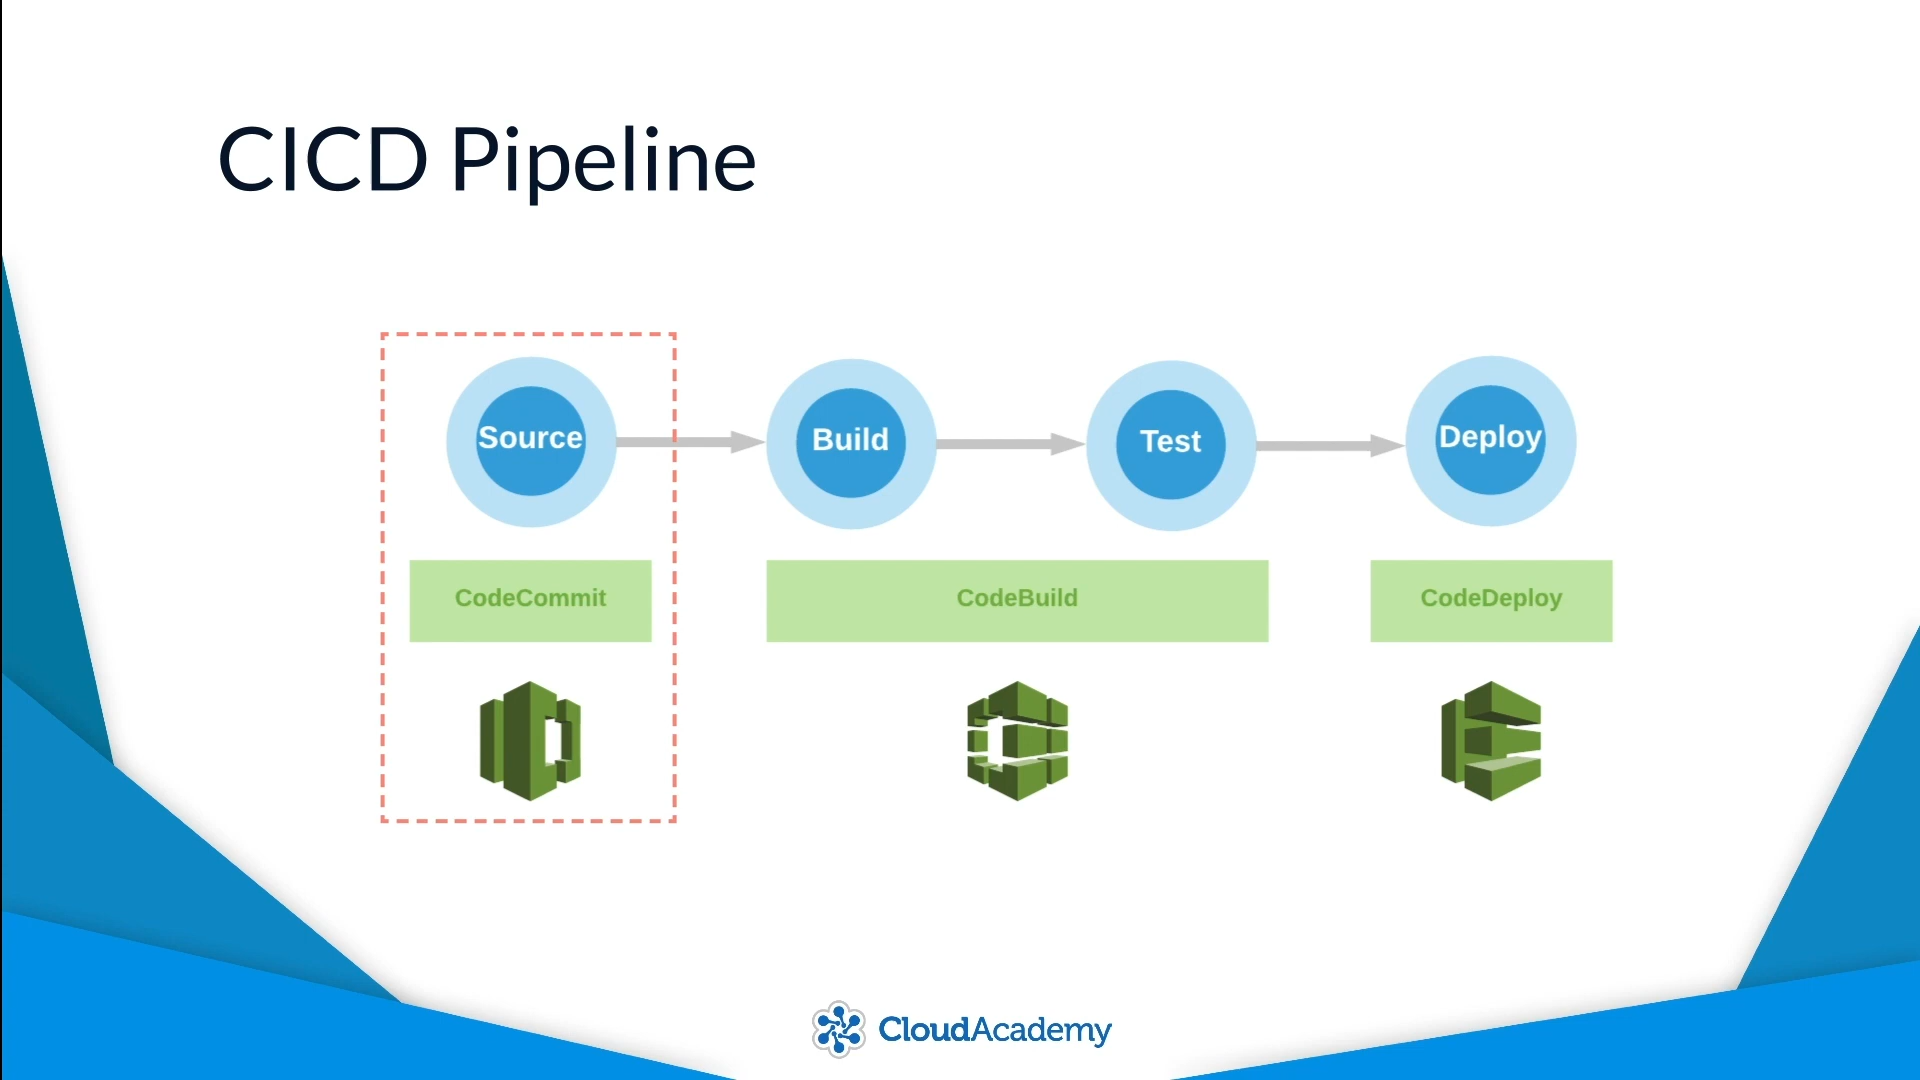 CICD Pipeline
Source
Build
Test
Deploy
CodeCommit
CodeBuild
CodeDeploy
CloudAcademy